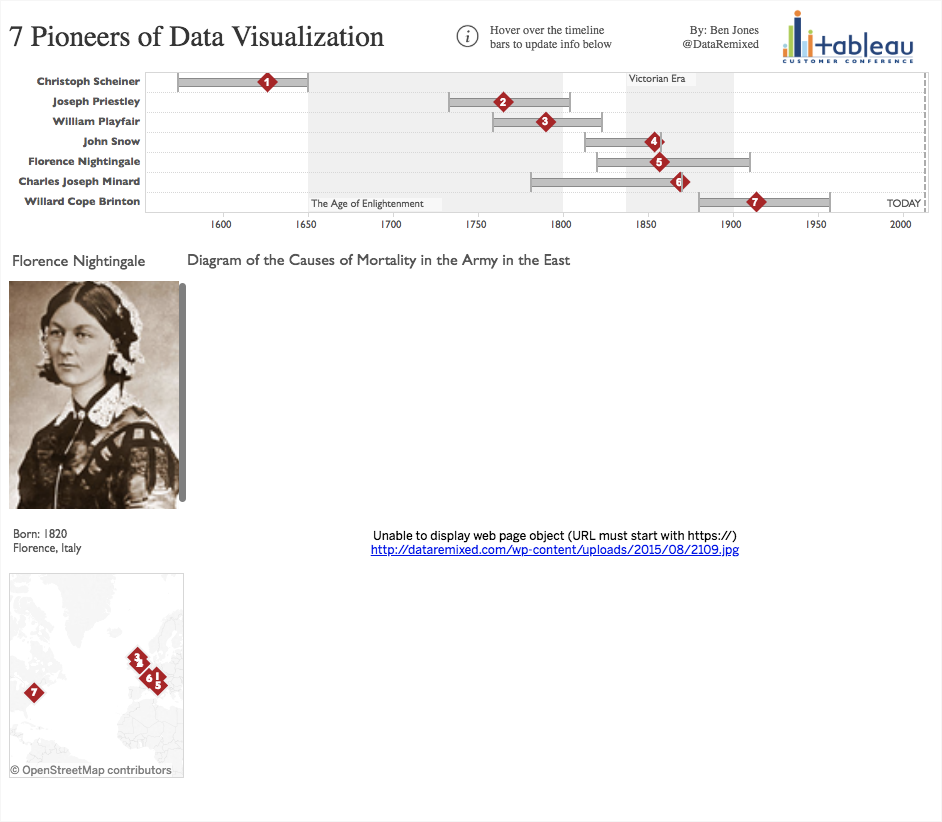 7 Pioneers of Data Visualization
i
Hover over the timeline
bars to update info below
By: Ben Jones
@DataRemixed
+ableau
CUSTOMER CONFERENCE
Victorian Era
Christoph Scheiner
1
Joseph Priestley
2
William Playfair
3
John Snow
4
Florence Nightingale
5
Charles Joseph Minard
6
Willard Cope Brinton
7
The Age of Enlightenment
TODAY
1600 1650 1700 1750 1800 1850 1900 1950 2000
Florence Nightingale
Diagram of the Causes of Mortality in the Army in the East
Born: 1820
Florence, Italy
Unable to display web page object (URL must start with https://)
http://dataremixed.com/wp-content/uploads/2015/08/2109.jpg
3
6
1
5
7
© OpenStreetMap contributors